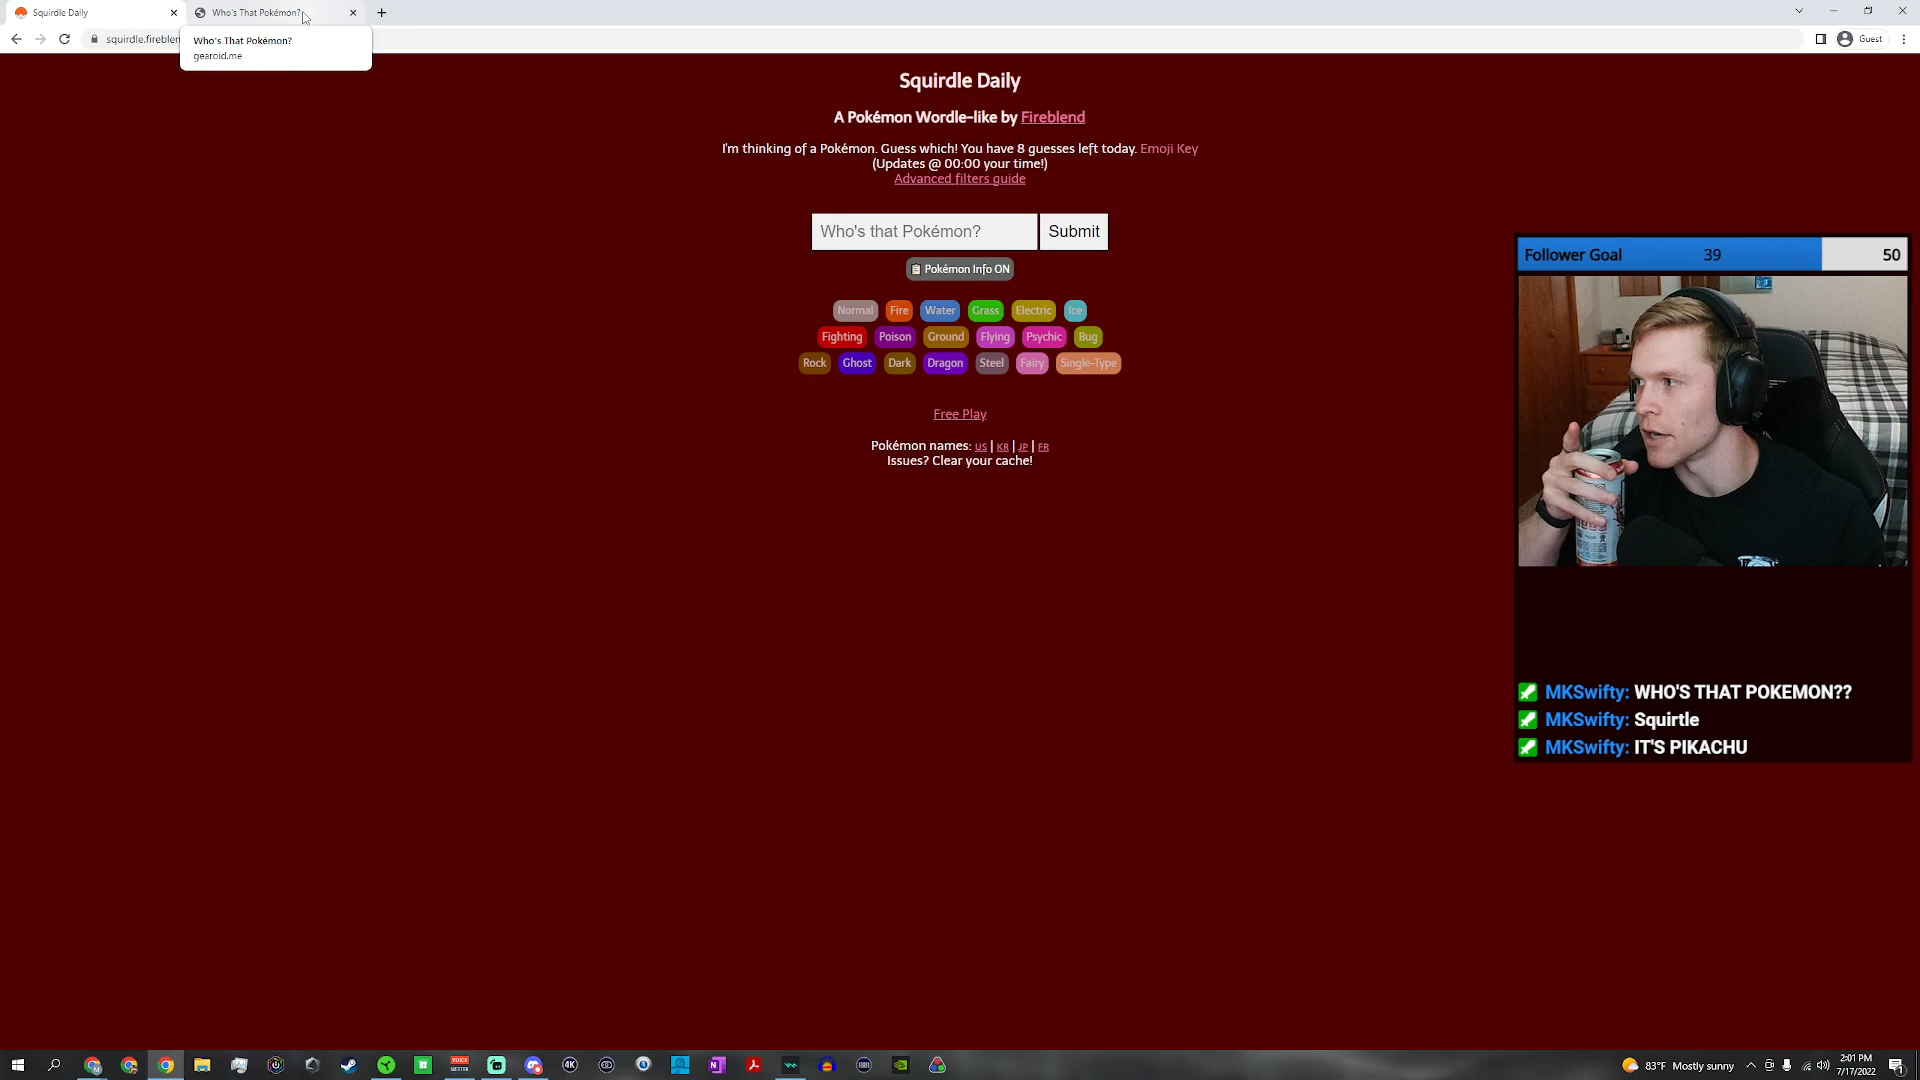 Squirdle Daily
Who's That Pokémon?
squirdle.fireblen
Who's That Pokémon?
gearoid.me
Guest
Squirdle Daily
A Pokémon Wordle-like by Fireblend
I'm thinking of a Pokémon. Guess which! You have 8 guesses left today. Emoji Key
(Updates @ 00:00 your time!)
Advanced filters guide
Who's that Pokémon? Submit
Pokémon Info ON
Normal Fire Water Grass Electric Ice
Fighting Poison Ground Flying Psychic Bug
Rock Ghost Dark Dragon Steel Fairy Single-Type
Free Play
Pokémon names: US | KR | JP | FR
Issues? Clear your cache!
Follower Goal 39 50
MKSwifty: WHO'S THAT POKEMON??
MKSwifty: Squirtle
MKSwifty: IT'S PIKACHU
83°F Mostly sunny
2:01 PM
7/17/2022